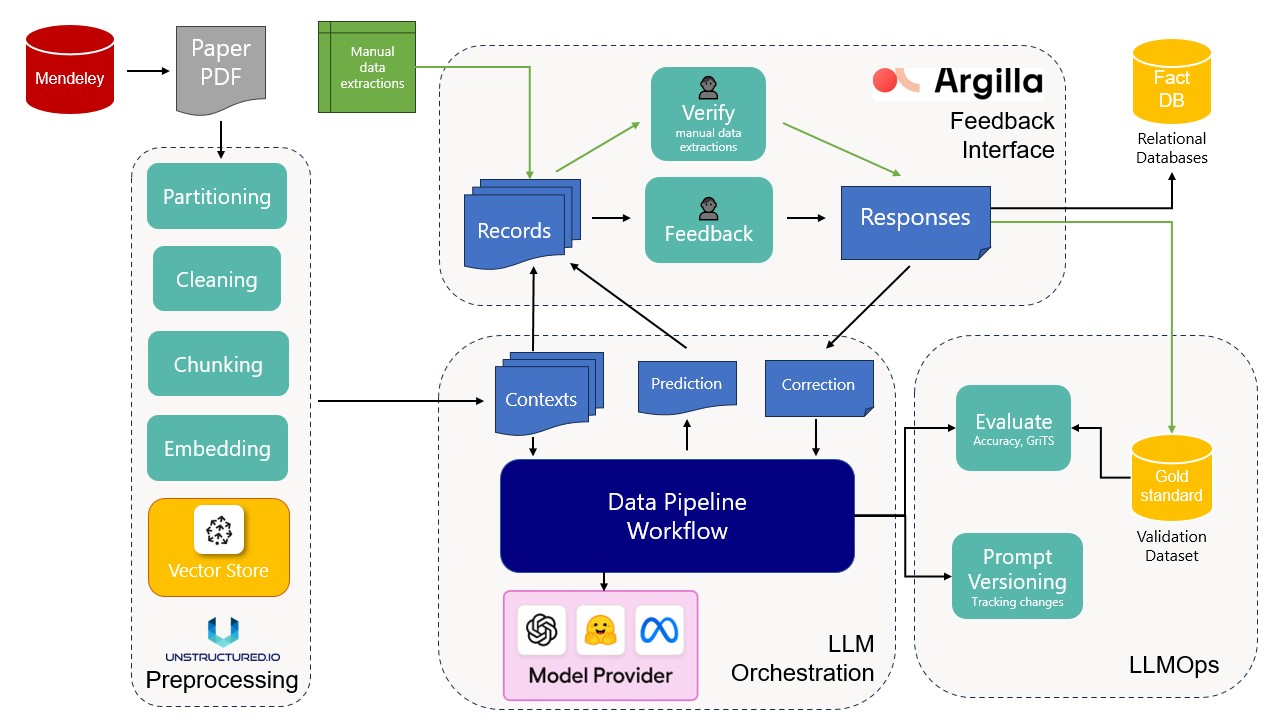 Mendeley
Paper
PDF
Manual
data
extractions
Partitioning
Cleaning
Chunking
Embedding
Vector Store
UNSTRUCTURED.IO
Preprocessing
Argilla
Feedback
Interface
Verify
manual data
extractions
Records
Feedback
Responses
Fact
DB
Relational
Databases
Contexts
Prediction
Correction
Data Pipeline
Workflow
Model Provider
LLM
Orchestration
Evaluate
Accuracy, GriTS
Gold
standard
Validation
Dataset
Prompt
Versioning
Tracking changes
LLMOps